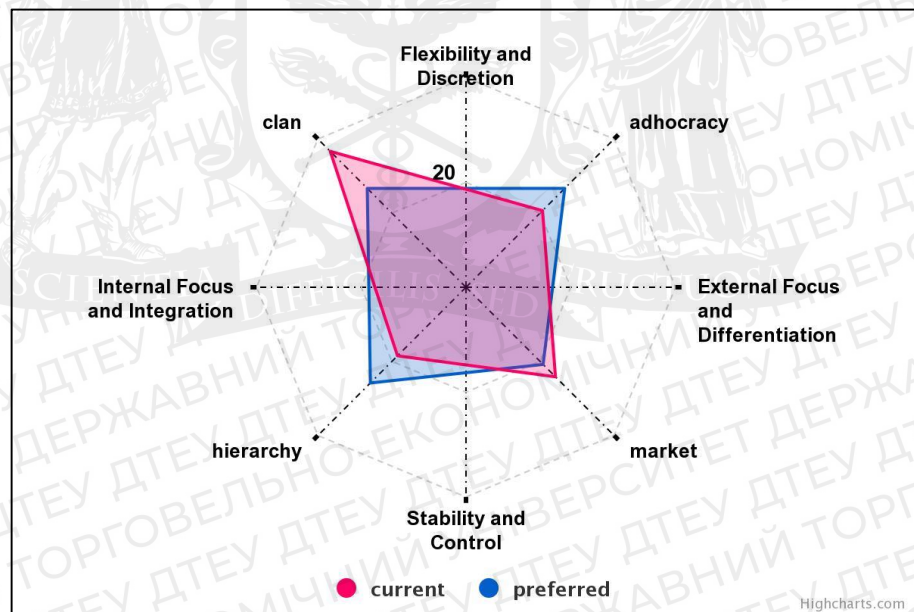 Flexibility and
Discretion
clan
adhocracy
20
Internal Focus
and Integration
External Focus
and
Differentiation
hierarchy
market
Stability and
Control
current
preferred
Highcharts.com